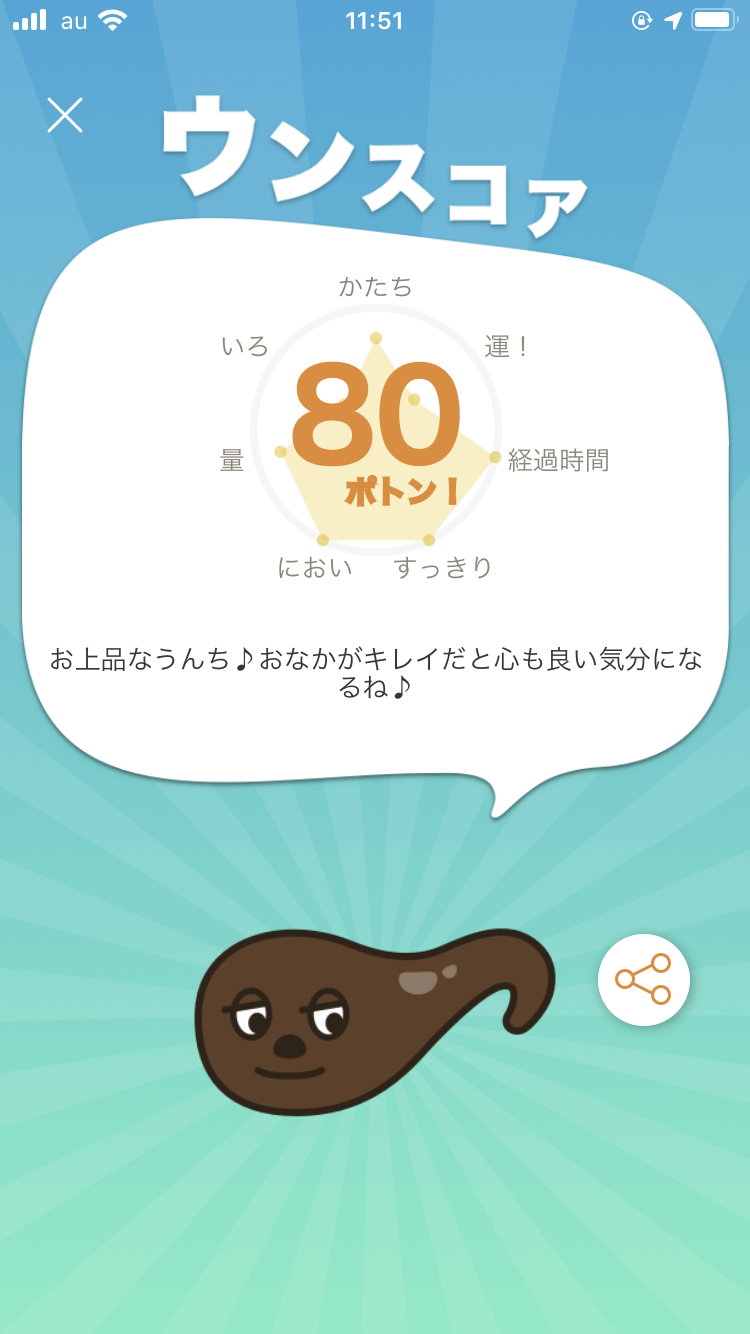 au 11:51
ウンスコア
かたち
いろ
運！
80
量
経過時間
ポトン！
におい
すっきり
お上品なうんち♪おなかがキレイだと心も良い気分にな
るね♪